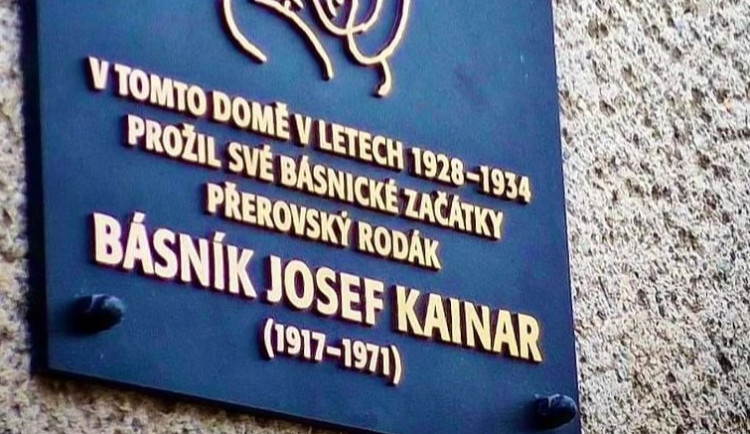 V TOMTO DOMĚ V LETECH 1928–1934
PROŽIL SVÉ BÁSNICKÉ ZAČÁTKY
PŘEROVSKÝ RODÁK
BÁSNÍK JOSEF KAINAR
(1917–1971)